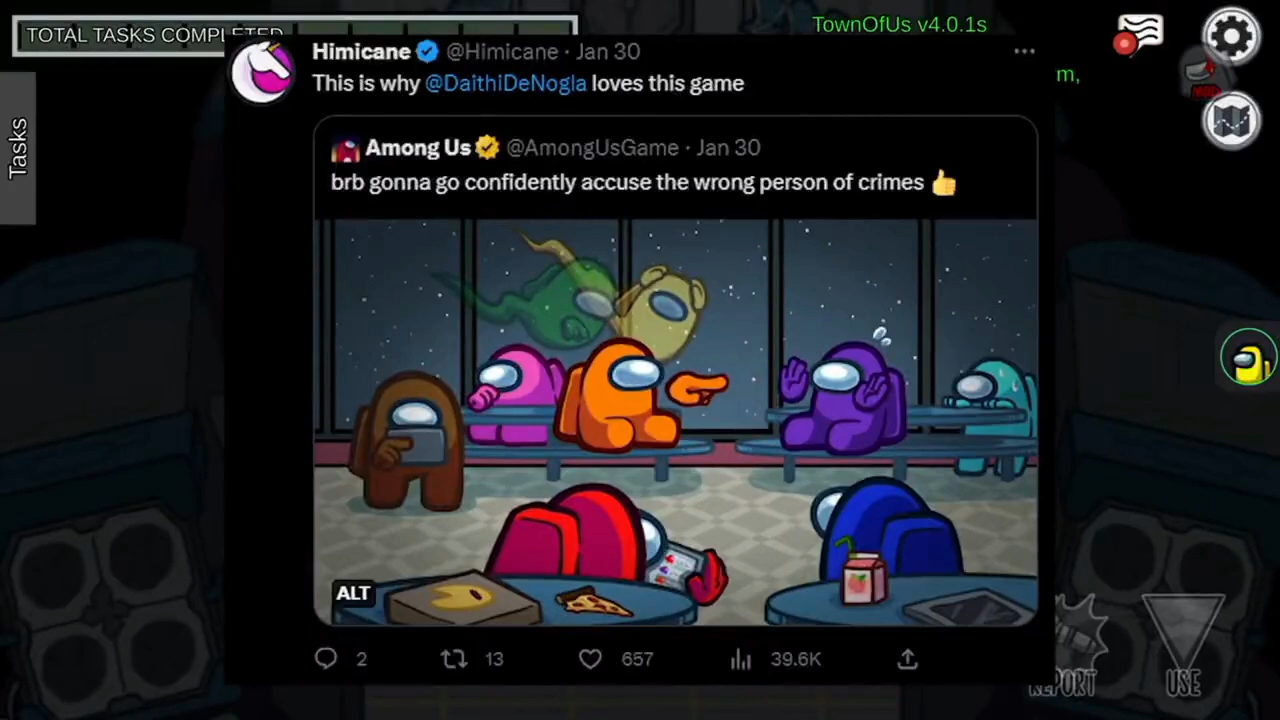 TOTAL TASKS COMPLETED
TownOfUs v4.0.1s
Himicane @Himicane · Jan 30
This is why @DaithiDeNogla loves this game
m,
MOD
Tasks
Among Us @AmongUsGame · Jan 30
brb gonna go confidently accuse the wrong person of crimes 👍
ALT
2 13 657 39.6K
REPORT
USE